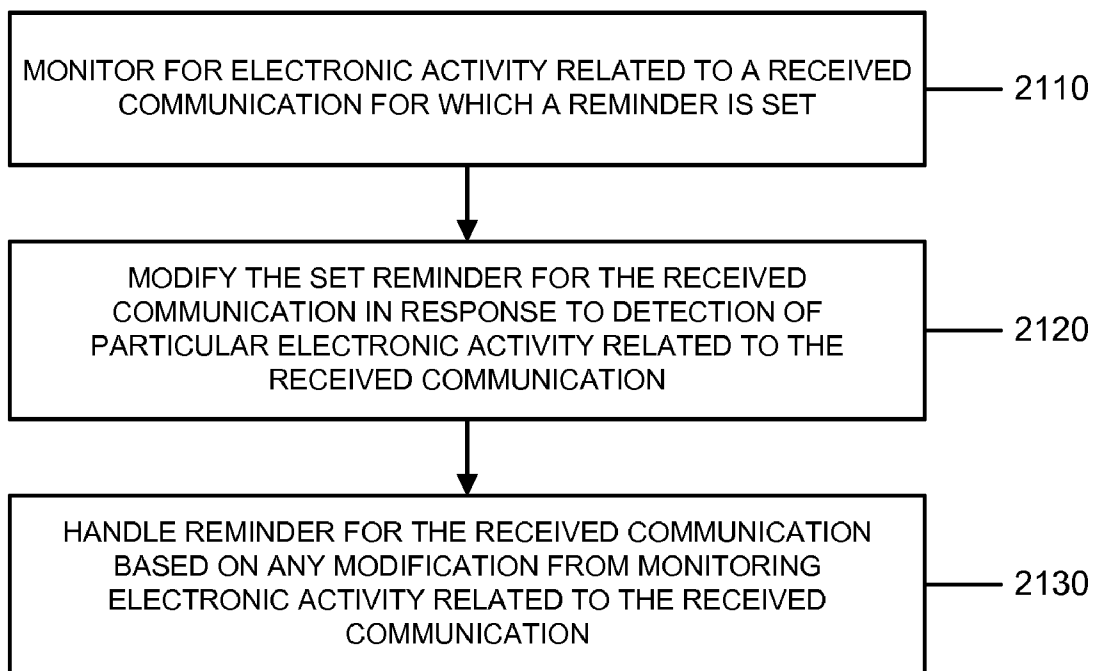 MONITOR FOR ELECTRONIC ACTIVITY RELATED TO A RECEIVED
COMMUNICATION FOR WHICH A REMINDER IS SET
2110
MODIFY THE SET REMINDER FOR THE RECEIVED
COMMUNICATION IN RESPONSE TO DETECTION OF
PARTICULAR ELECTRONIC ACTIVITY RELATED TO THE
RECEIVED COMMUNICATION
2120
HANDLE REMINDER FOR THE RECEIVED COMMUNICATION
BASED ON ANY MODIFICATION FROM MONITORING
ELECTRONIC ACTIVITY RELATED TO THE RECEIVED
COMMUNICATION
2130